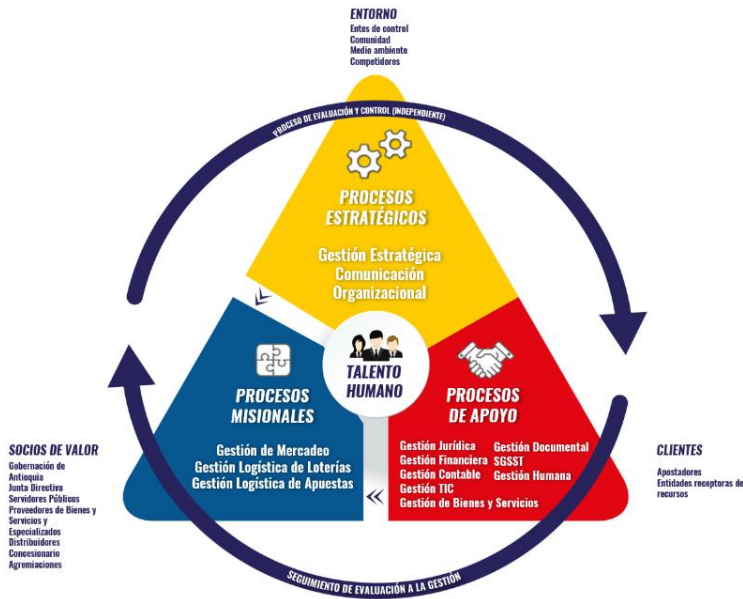 ENTORNO
Entes de control
Comunidad
Medio ambiente
Competidores
PROCESO DE EVALUACIÓN Y CONTROL (INDEPENDIENTE)
PROCESOS
ESTRATÉGICOS
Gestión Estratégica
Comunicación
Organizacional
TALENTO
HUMANO
PROCESOS
MISIONALES
Gestión de Mercadeo
Gestión Logística de Loterías
Gestión Logística de Apuestas
PROCESOS
DE APOYO
Gestión Jurídica
Gestión Financiera
Gestión Contable
Gestión TIC
Gestión de Bienes y Servicios
Gestión Documental
SGSST
Gestión Humana
SOCIOS DE VALOR
Gobernación de
Antioquia
Junta Directiva
Servidores Públicos
Proveedores de Bienes y
Servicios y
Especializados
Distribuidores
Concesionario
Agremiaciones
CLIENTES
Apostadores
Entidades receptoras de
recursos
SEGUIMIENTO DE EVALUACIÓN A LA GESTIÓN